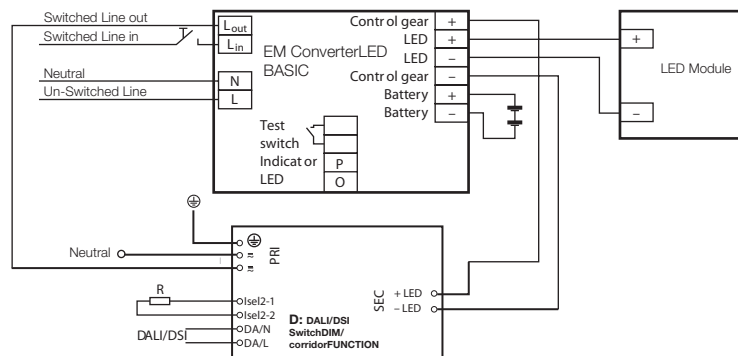 Switched Line out
Switched Line in
Neutral
Un-Switched Line
Lout
Lin
N
L
EM ConverterLED
BASIC
Control gear +
LED +
LED –
Control gear –
Battery +
Battery –
Test
switch
Indicat or
LED
P
O
+
LED Module
–
Neutral
PRI
R
Isel2-1
Isel2-2
DALI/DSI
DA/N
DA/L
D: DALI/DSI
SwitchDIM/
corridorFUNCTION
SEC
+ LED
– LED